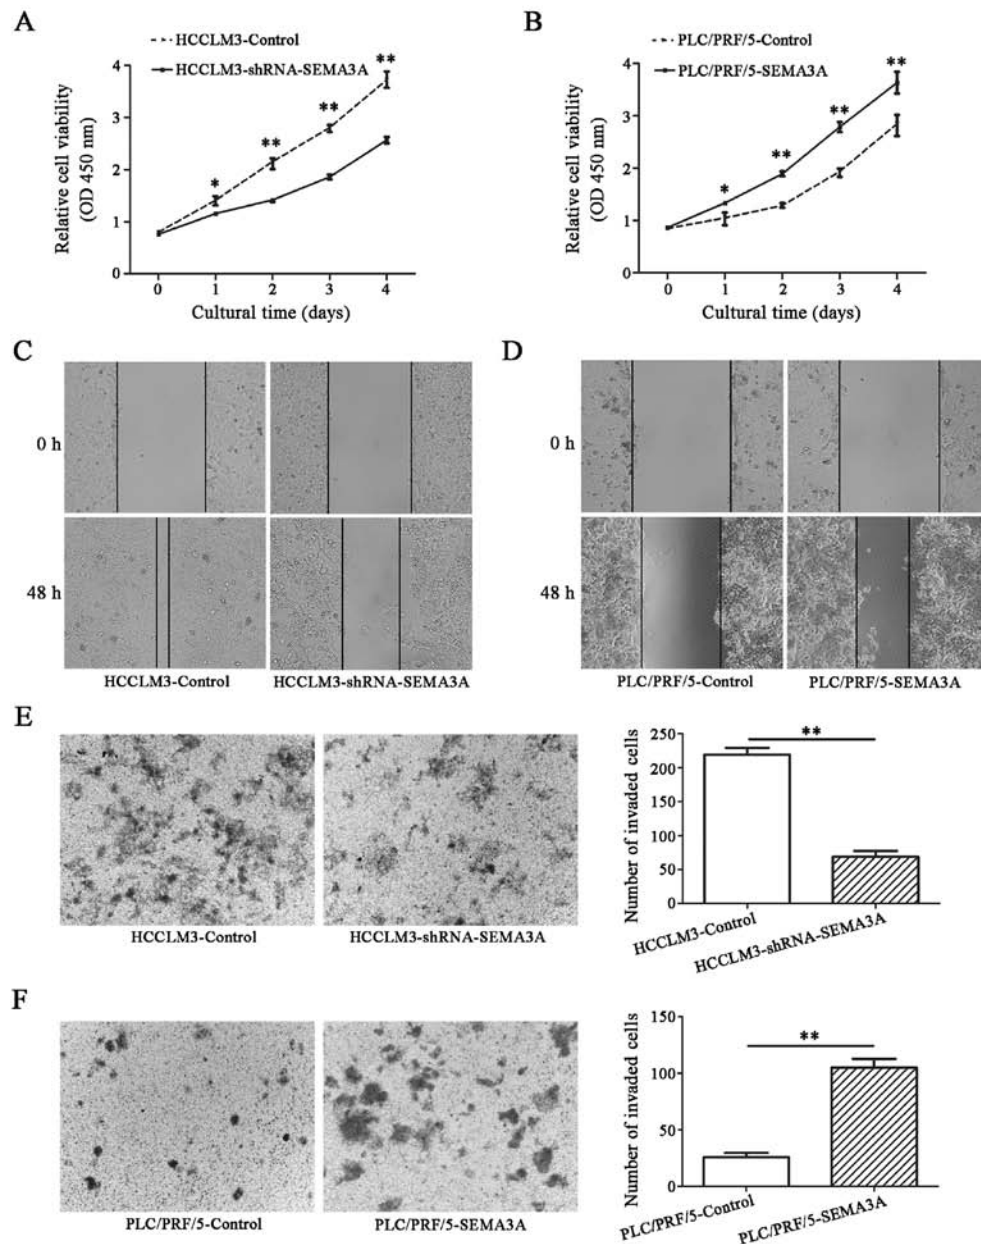 A
HCCLM3-Control
HCCLM3-shRNA-SEMA3A
Relative cell viability
(OD 450 nm)
4
3
2
1
0
*
**
**
**
0 1 2 3 4
Cultural time (days)
B
PLC/PRF/5-Control
PLC/PRF/5-SEMA3A
Relative cell viability
(OD 450 nm)
4
3
2
1
0
*
**
**
**
0 1 2 3 4
Cultural time (days)
C
0 h
48 h
HCCLM3-Control HCCLM3-shRNA-SEMA3A
D
0 h
48 h
PLC/PRF/5-Control PLC/PRF/5-SEMA3A
E
HCCLM3-Control HCCLM3-shRNA-SEMA3A
Number of invaded cells
250
200
150
100
50
0
**
HCCLM3-Control
HCCLM3-shRNA-SEMA3A
F
PLC/PRF/5-Control PLC/PRF/5-SEMA3A
Number of invaded cells
150
100
50
0
**
PLC/PRF/5-Control
PLC/PRF/5-SEMA3A